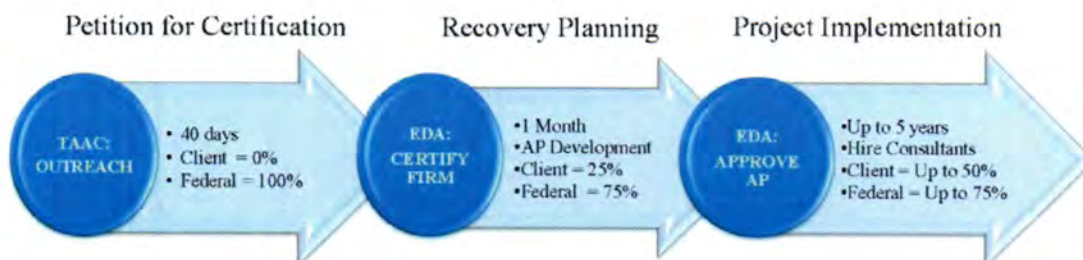 Petition for Certification
Recovery Planning
Project Implementation
TAAC:
OUTREACH
• 40 days
• Client = 0%
• Federal = 100%
EDA:
CERTIFY
FIRM
•1 Month
•AP Development
•Client = 25%
•Federal = 75%
EDA:
APPROVE
AP
•Up to 5 years
•Hire Consultants
•Client = Up to 50%
•Federal = Up to 75%